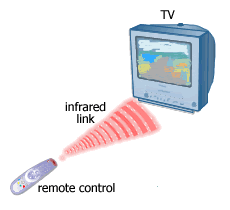 TV
infrared
link
remote control